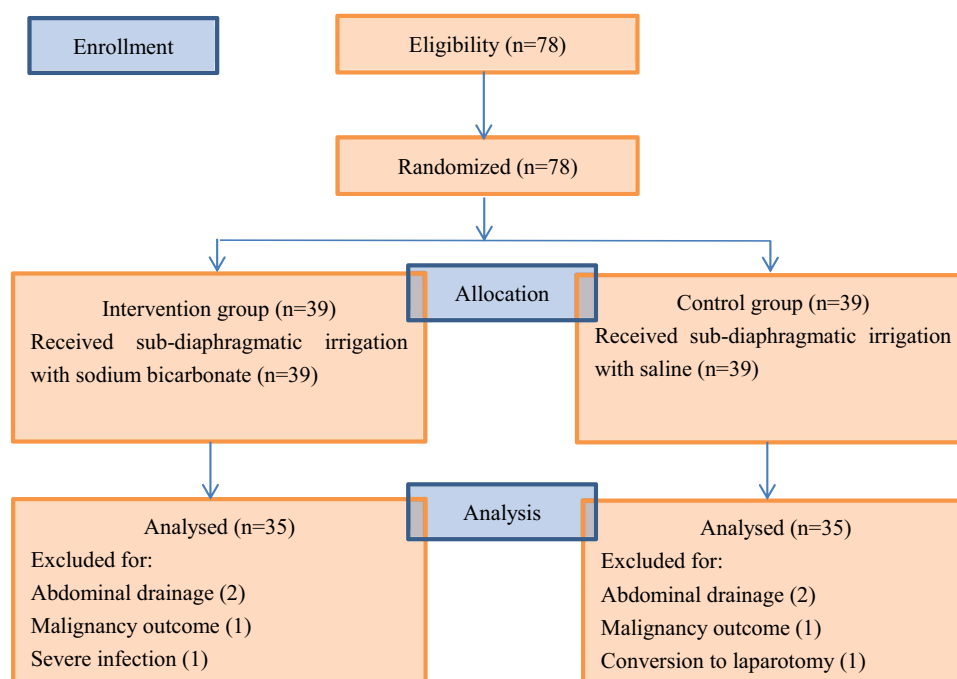 Enrollment
Eligibility (n=78)
Randomized (n=78)
Allocation
Intervention group (n=39)
Received sub-diaphragmatic irrigation
with sodium bicarbonate (n=39)
Control group (n=39)
Received sub-diaphragmatic irrigation
with saline (n=39)
Analysis
Analysed (n=35)
Excluded for:
Abdominal drainage (2)
Malignancy outcome (1)
Severe infection (1)
Analysed (n=35)
Excluded for:
Abdominal drainage (2)
Malignancy outcome (1)
Conversion to laparotomy (1)